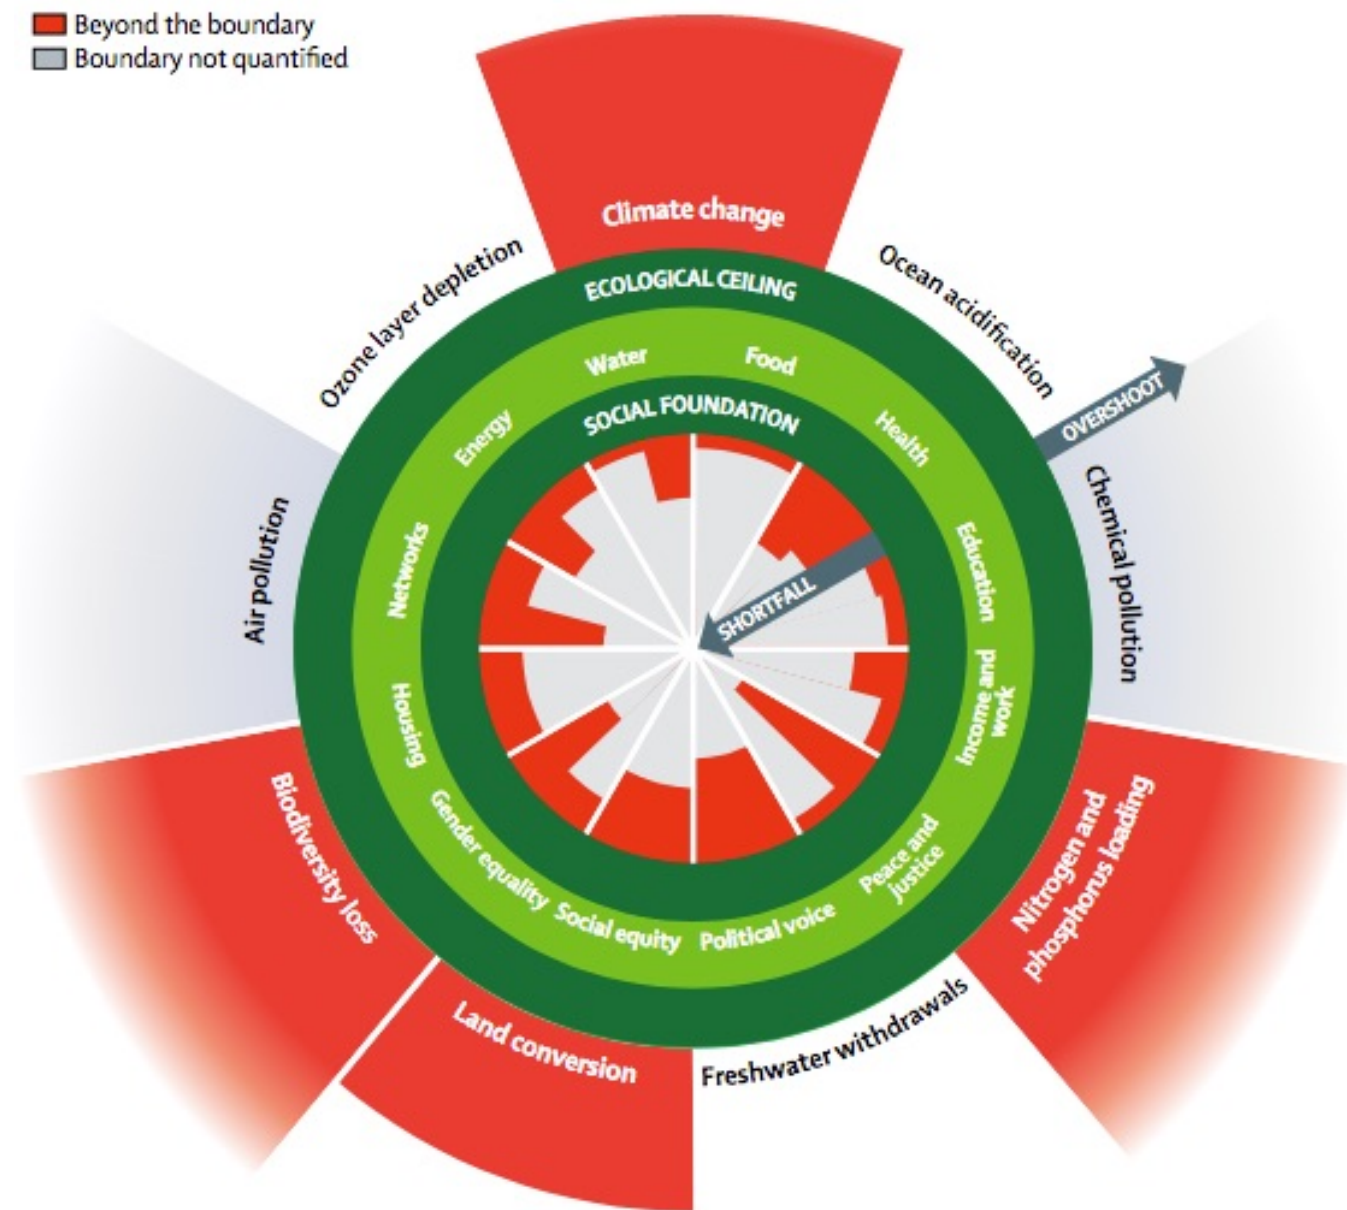 Beyond the boundary
Boundary not quantified
Climate change
Ozone layer depletion
Ocean acidification
ECOLOGICAL CEILING
Water
Food
SOCIAL FOUNDATION
Energy
Health
OVERSHOOT
Networks
Education
Air pollution
Chemical pollution
SHORTFALL
Housing
Income and
work
Biodiversity loss
Gender equality
Social equity
Political voice
Peace and
justice
Nitrogen and
phosphorus loading
Land conversion
Freshwater withdrawals